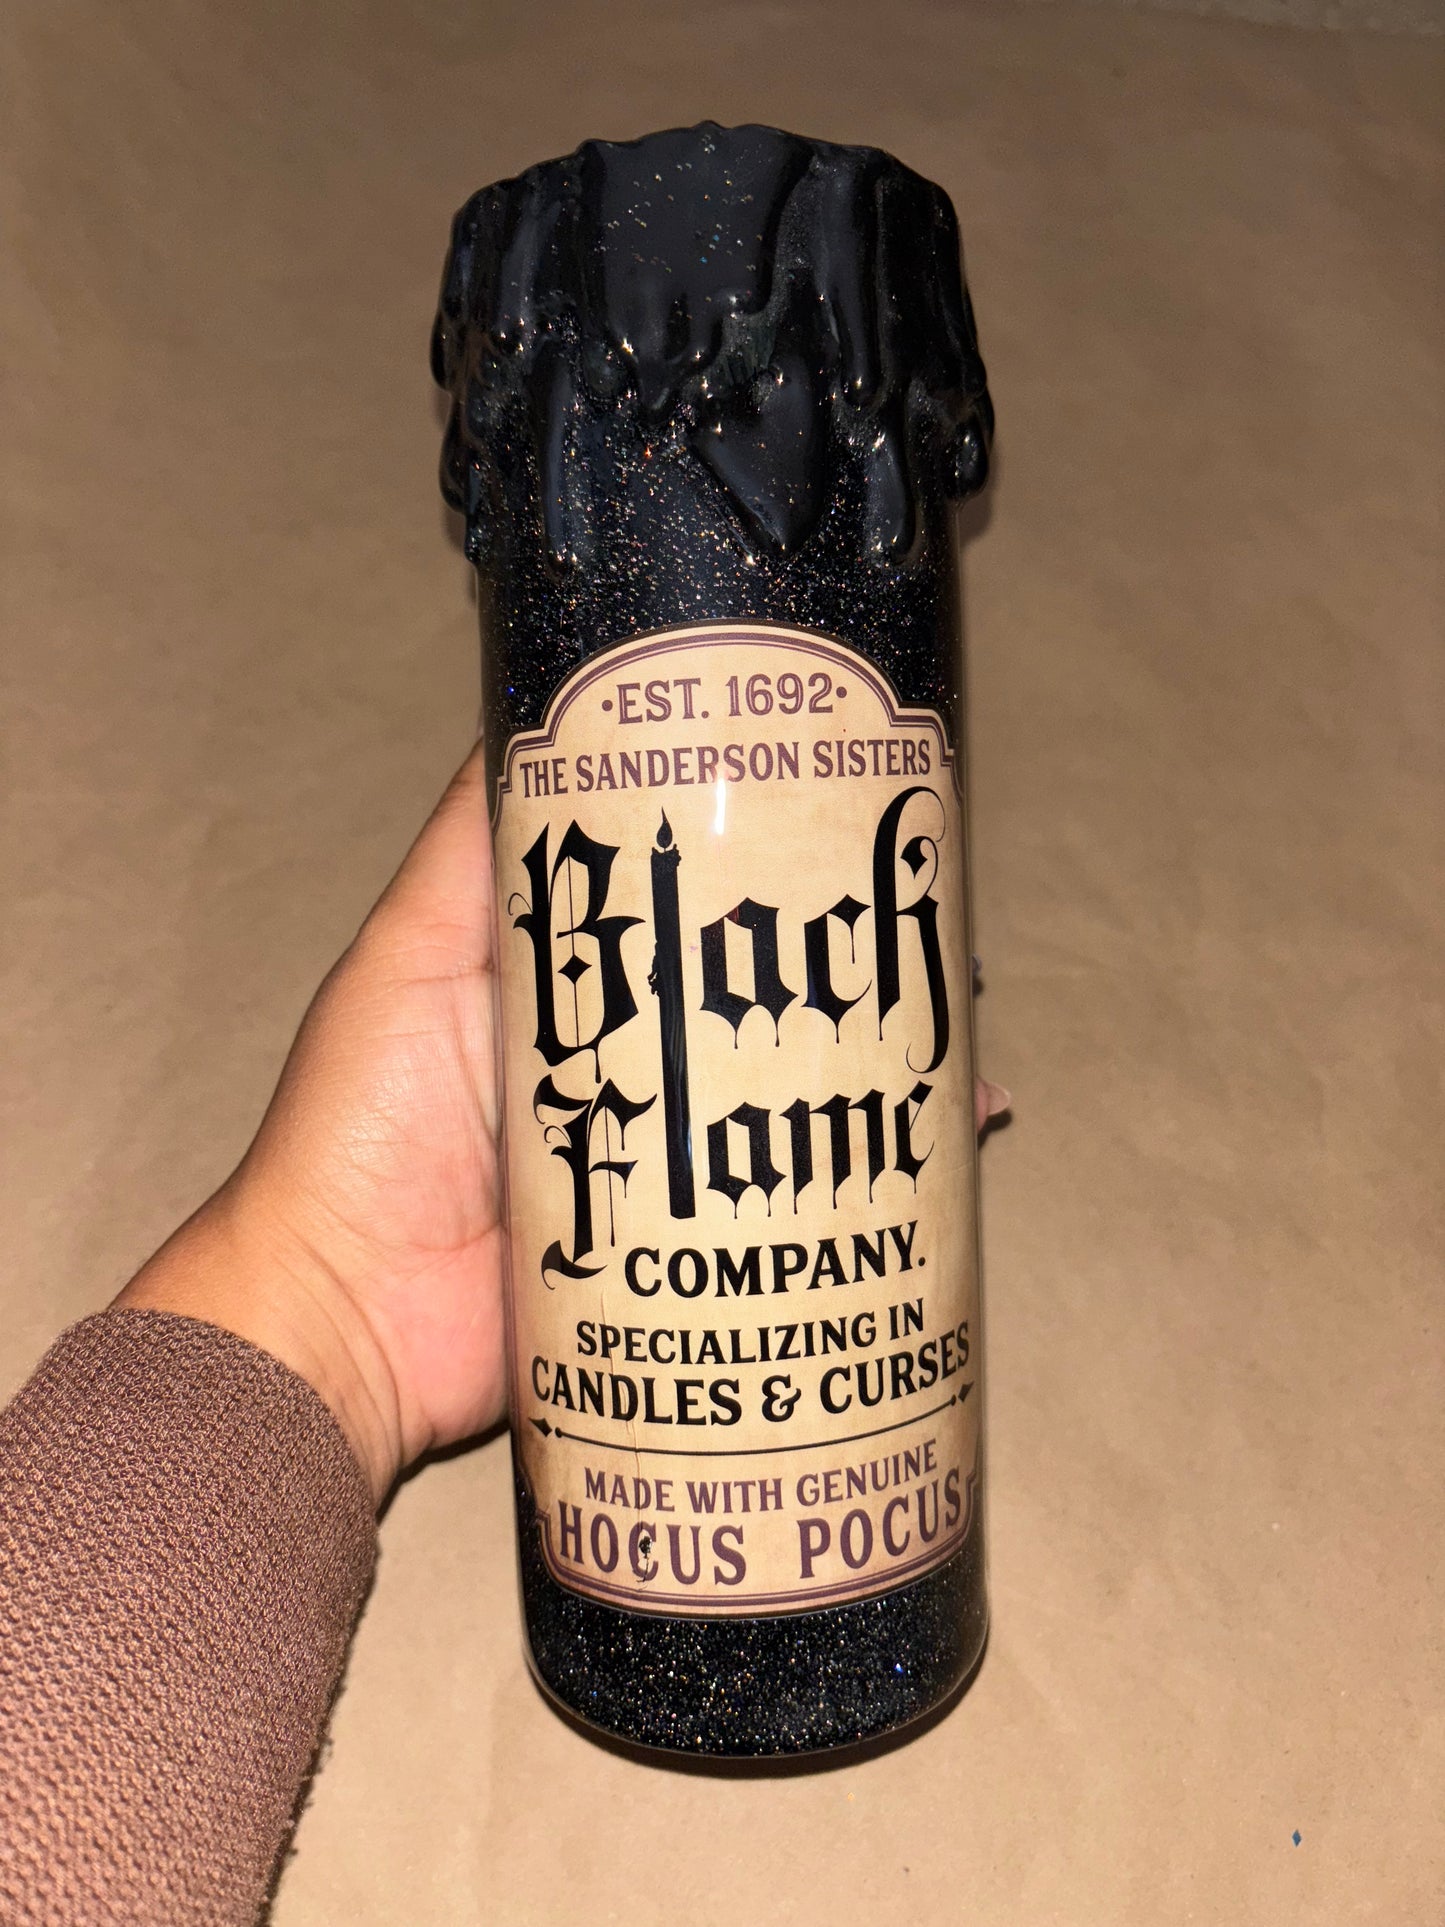 ·EST. 1692·
THE SANDERSON SISTERS
Black
Flame
COMPANY.
SPECIALIZING IN
CANDLES & CURSES
MADE WITH GENUINE
HOCUS POCUS